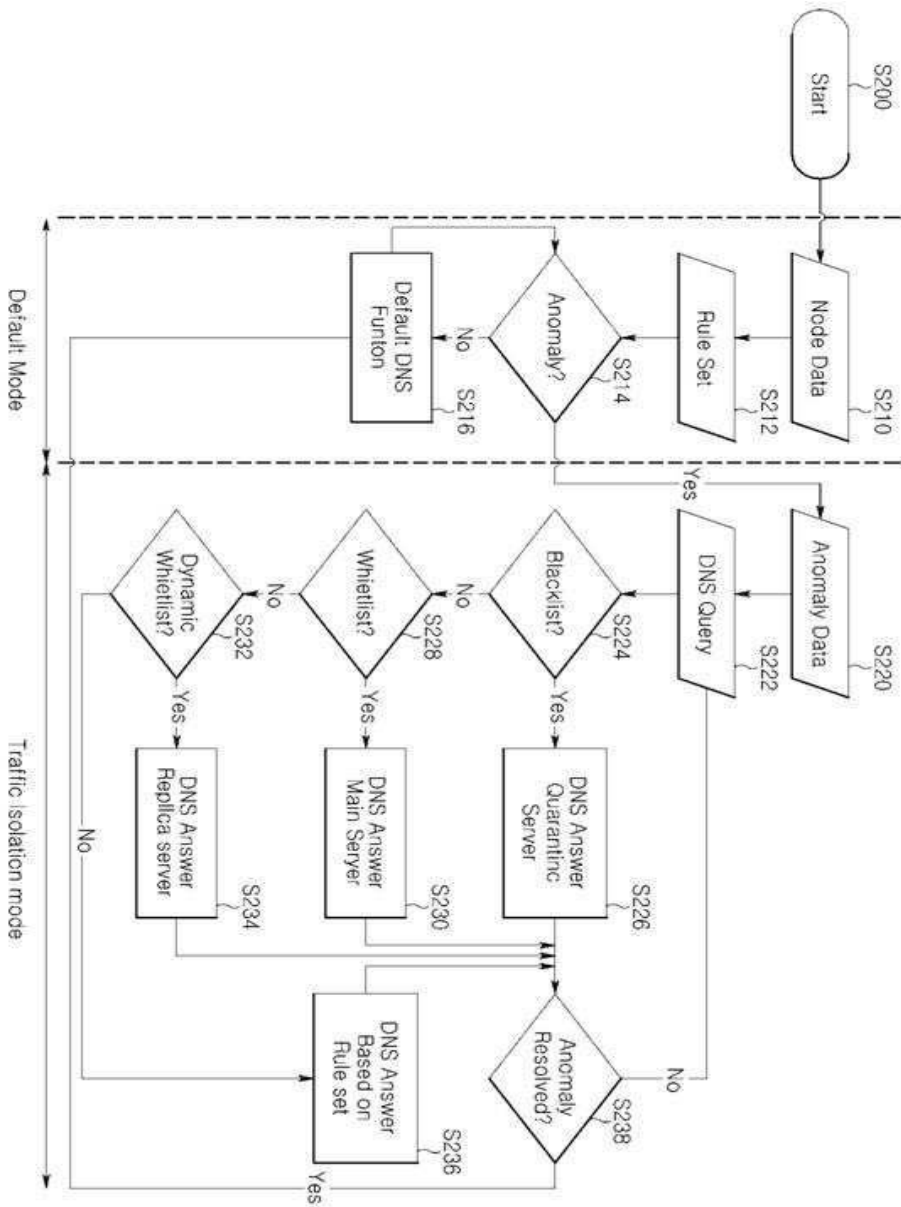 S200
Start
S210
Node Data
S212
Rule Set
S214
Anomaly?
No
S216
Default DNS
Funton
Default Mode
Yes
S220
Anomaly Data
S222
DNS Query
S224
Blacklist?
Yes
S226
DNS Answer
Quarantinc
Server
No
S228
Whietlist?
Yes
S230
DNS Answer
Main Seryer
No
S232
Dynamic
Whietlist?
Yes
S234
DNS Answer
Repllca server
No
S236
DNS Answer
Based on
Rule set
S238
Anomaly
Resolved?
No
Yes
Traffic Isolation mode